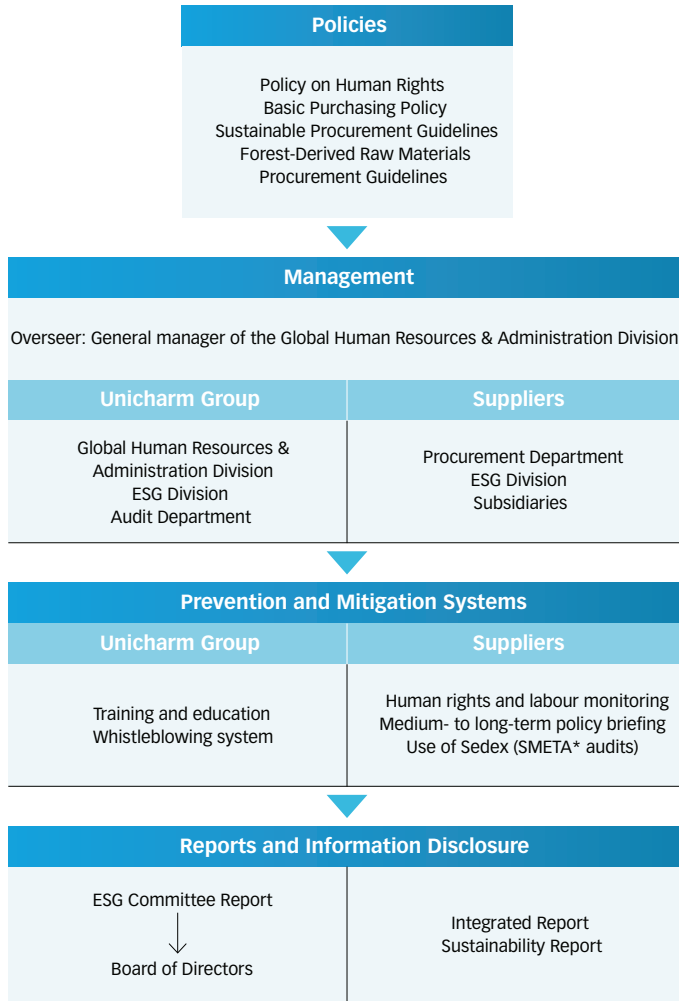 Policies
Policy on Human Rights
Basic Purchasing Policy
Sustainable Procurement Guidelines
Forest-Derived Raw Materials
Procurement Guidelines
Management
Overseer: General manager of the Global Human Resources & Administration Division
Unicharm Group
Global Human Resources &
Administration Division
ESG Division
Audit Department
Suppliers
Procurement Department
ESG Division
Subsidiaries
Prevention and Mitigation Systems
Unicharm Group
Training and education
Whistleblowing system
Suppliers
Human rights and labour monitoring
Medium- to long-term policy briefing
Use of Sedex (SMETA* audits)
Reports and Information Disclosure
ESG Committee Report
Board of Directors
Integrated Report
Sustainability Report